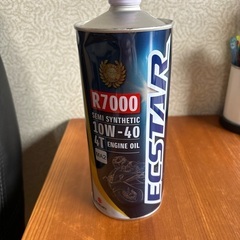 R7000
SEMI SYNTHETIC
10W-40
4T ENGINE OIL
ECSTAR